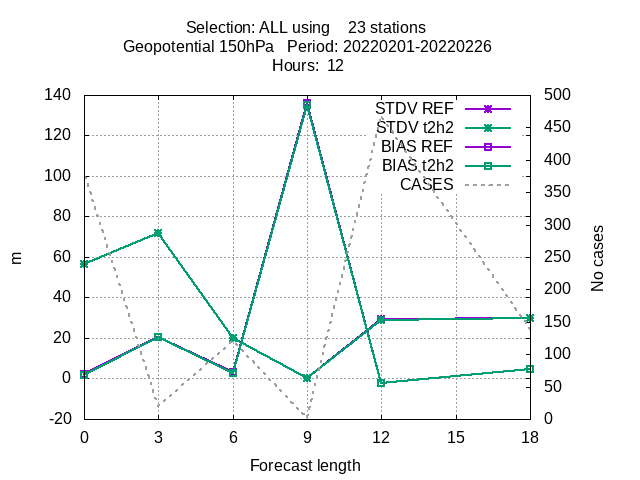 Selection: ALL using    23 stations
Geopotential 150hPa   Period: 20220201-20220226
Hours:  12
140
120
100
80
60
40
20
0
-20
m
500
450
400
350
300
250
200
150
100
50
0
No cases
STDV REF
STDV t2h2
BIAS REF
BIAS t2h2
CASES
0 3 6 9 12 15 18
Forecast length